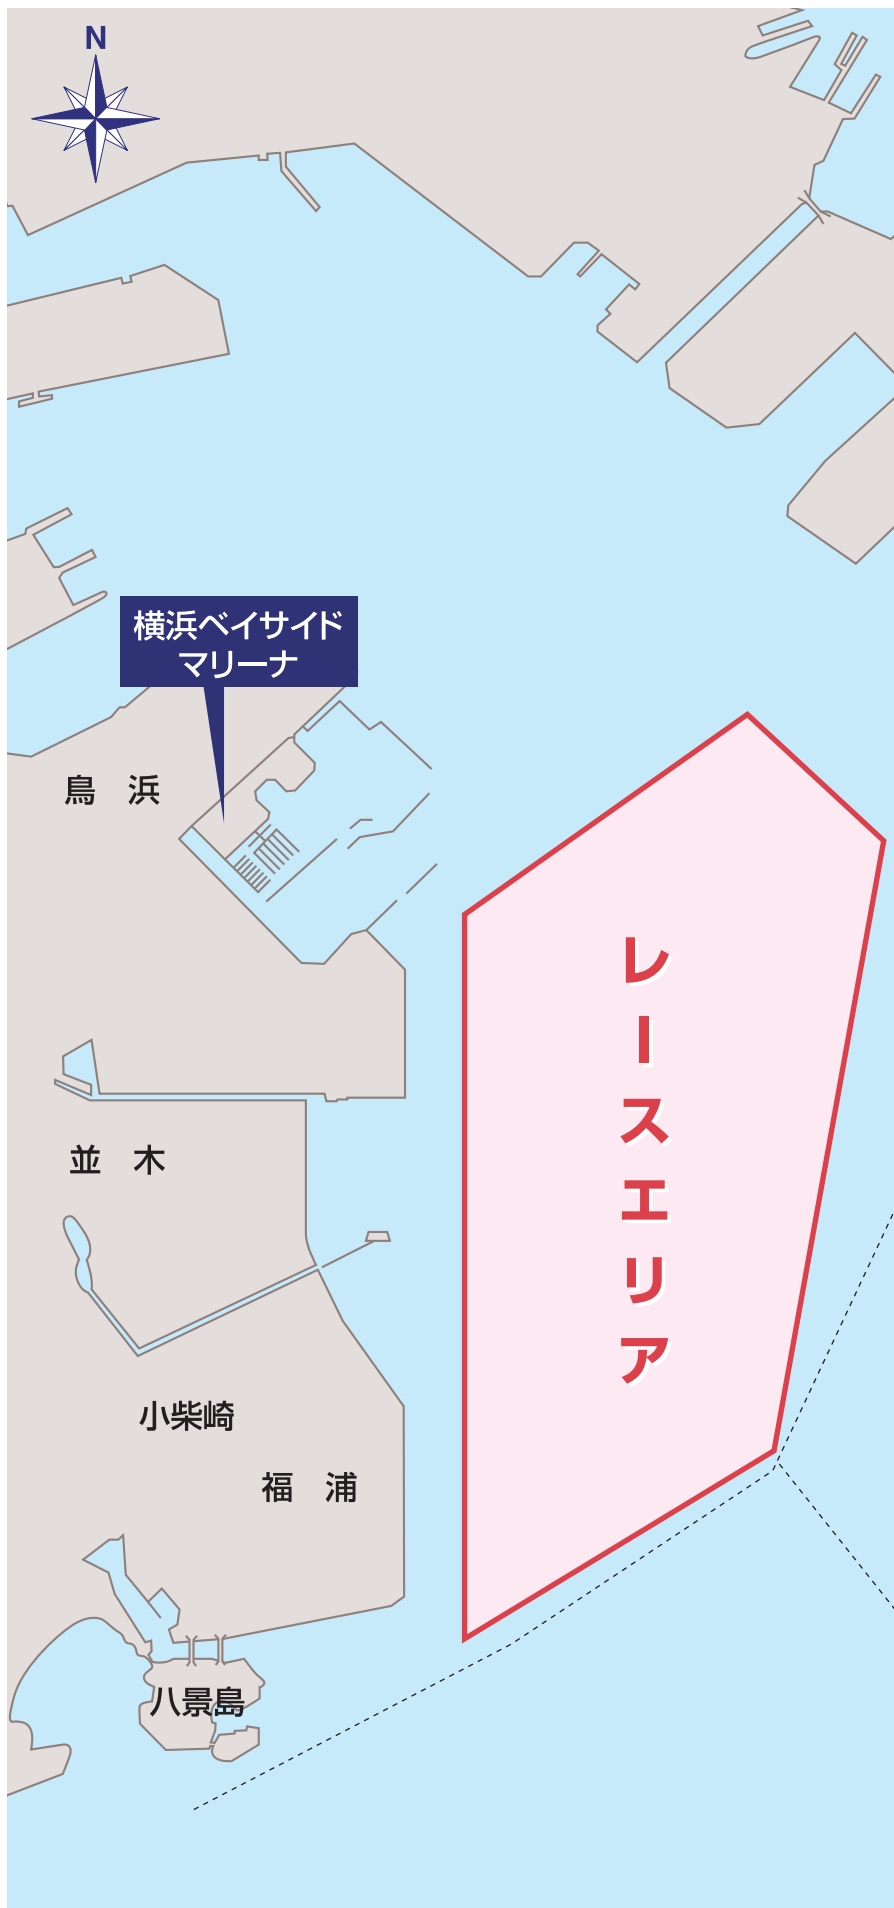 N
横浜ベイサイド
マリーナ
鳥　浜
レースエリア
並　木
小柴崎
福　浦
八景島